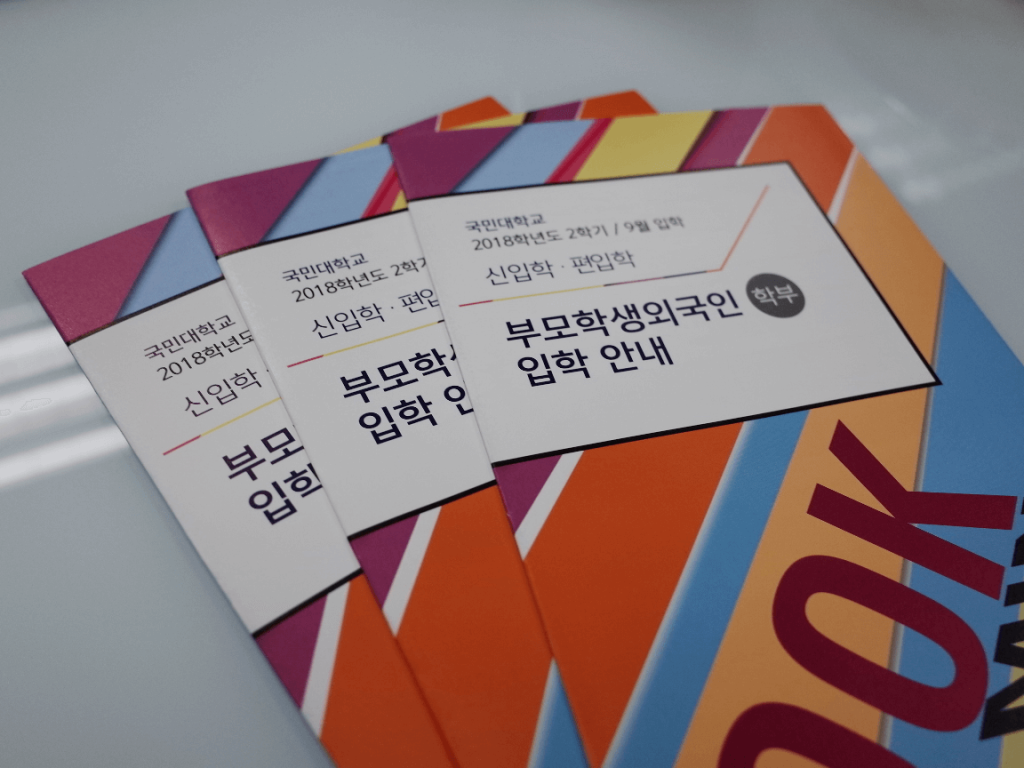 국민대학교
2018학년도 2학기 / 9월 입학
신입학 · 편입학
부모학생외국인 학부
입학 안내
국민대학교
2018학년도 2학기
신입학 · 편입
부모학생
입학 안
국민대학교
2018학년도
신입학 ·
부모
입학
OOK